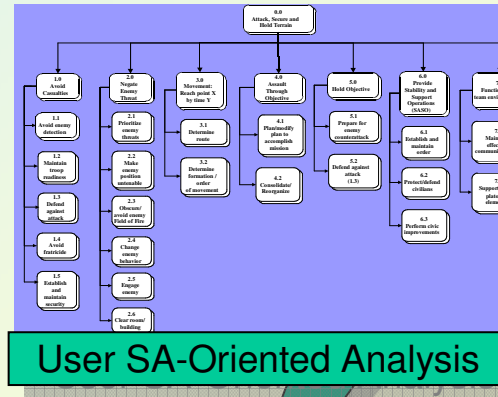 0.0
Attack, Secure and
Hold Terrain
1.0
Avoid
Casualties
1.1
Avoid enemy
detection
1.2
Maintain
troop
readiness
1.3
Defend
against
attack
1.4
Avoid
fratricide
1.5
Establish
and
maintain
security
2.0
Negate
Enemy
Threat
2.1
Prioritize
enemy
threats
2.2
Make
enemy
position
untenable
2.3
Obscure/
avoid enemy
Field of Fire
2.4
Change
enemy
behavior
2.5
Engage
enemy
2.6
Clear room/
building
3.0
Movement:
Reach point X
by time Y
3.1
Determine
route
3.2
Determine
formation /
order
of movement
4.0
Assault
Through
Objective
4.1
Plan/modify
plan to
accomplish
mission
4.2
Consolidate/
Reorganize
5.0
Hold Objective
5.1
Prepare for
enemy
counterattack
5.2
Defend against
attack
(1.3)
6.0
Provide
Stability and
Support
Operations
(SASO)
6.1
Establish and
maintain
order
6.2
Protect/defend
civilians
6.3
Perform civic
improvements
User SA-Oriented Analysis